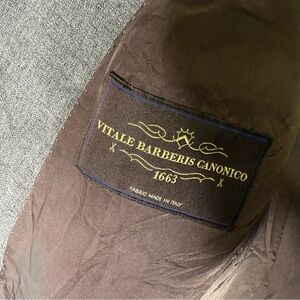 VITALE BARBERIS CANONICO
1663
FABRIC MADE IN ITALY